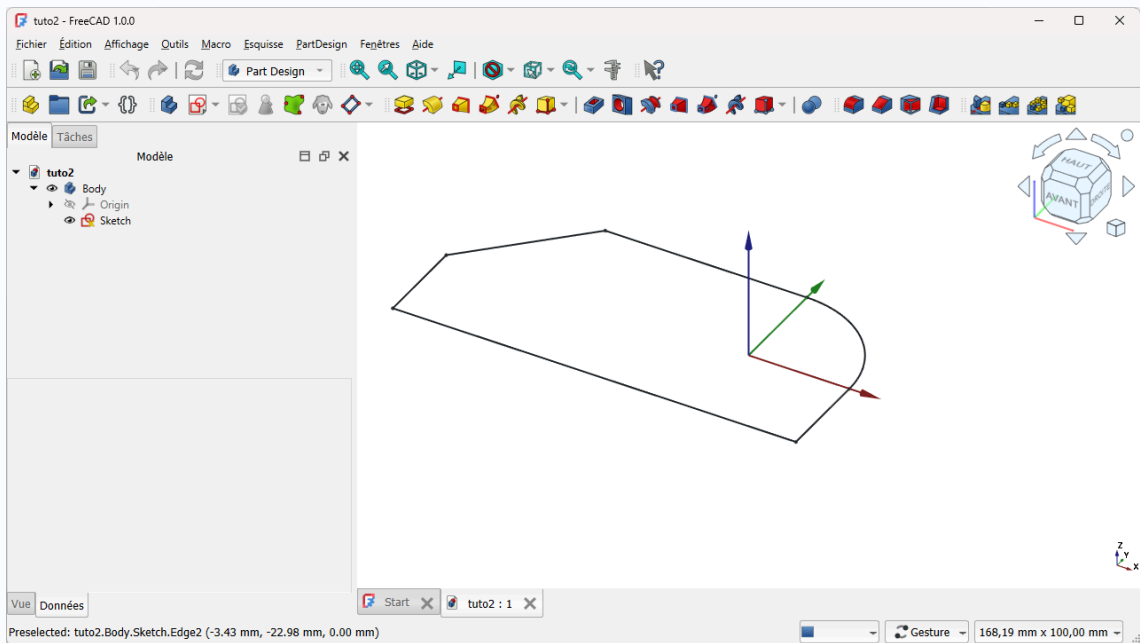 tuto2 - FreeCAD 1.0.0
Fichier Édition Affichage Outils Macro Esquisse PartDesign Fenêtres Aide
Part Design
Modèle Tâches
Modèle
tuto2
Body
Origin
Sketch
HAUT
AVANT
DROITE
Z
Y
X
Vue Données
Start tuto2 : 1
Preselected: tuto2.Body.Sketch.Edge2 (-3.43 mm, -22.98 mm, 0.00 mm)
Gesture 168,19 mm x 100,00 mm